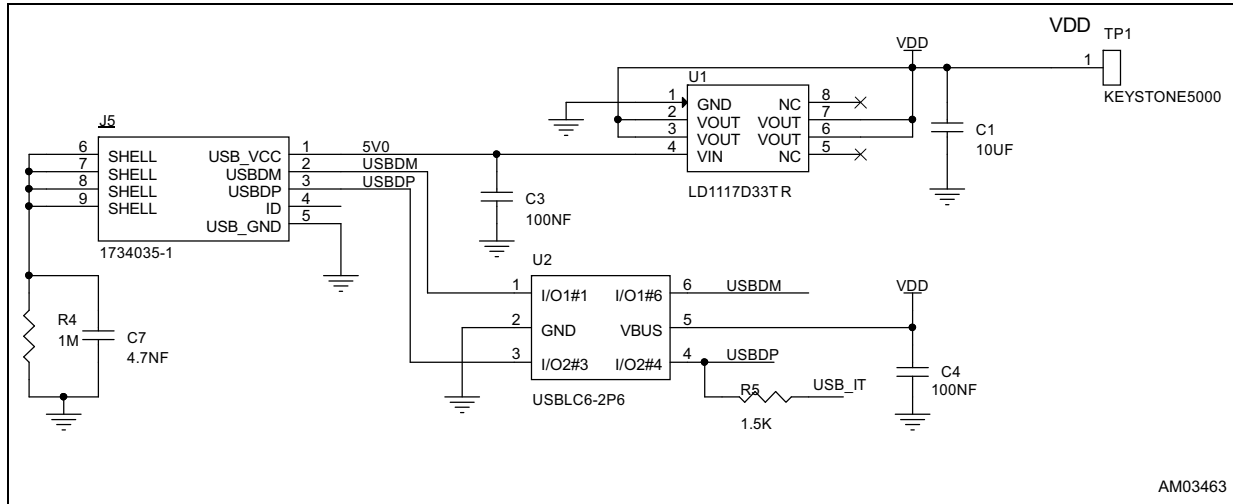 VDD
TP1
1
KEYSTONE5000
VDD
C1
10UF
U1
1 GND NC 8
2 VOUT VOUT 7
3 VOUT VOUT 6
4 VIN NC 5
LD1117D33TR
J5
6 SHELL USB_VCC 1 5V0
7 SHELL USBDM 2 USBDM
8 SHELL USBDP 3 USBDP
9 SHELL ID 4
USB_GND 5
1734035-1
C3
100NF
R4
1M
C7
4.7NF
U2
1 I/O1#1 I/O1#6 6 USBDM
2 GND VBUS 5
3 I/O2#3 I/O2#4 4 USBDP
USBLC6-2P6
R5 USB_IT
1.5K
VDD
C4
100NF
AM03463